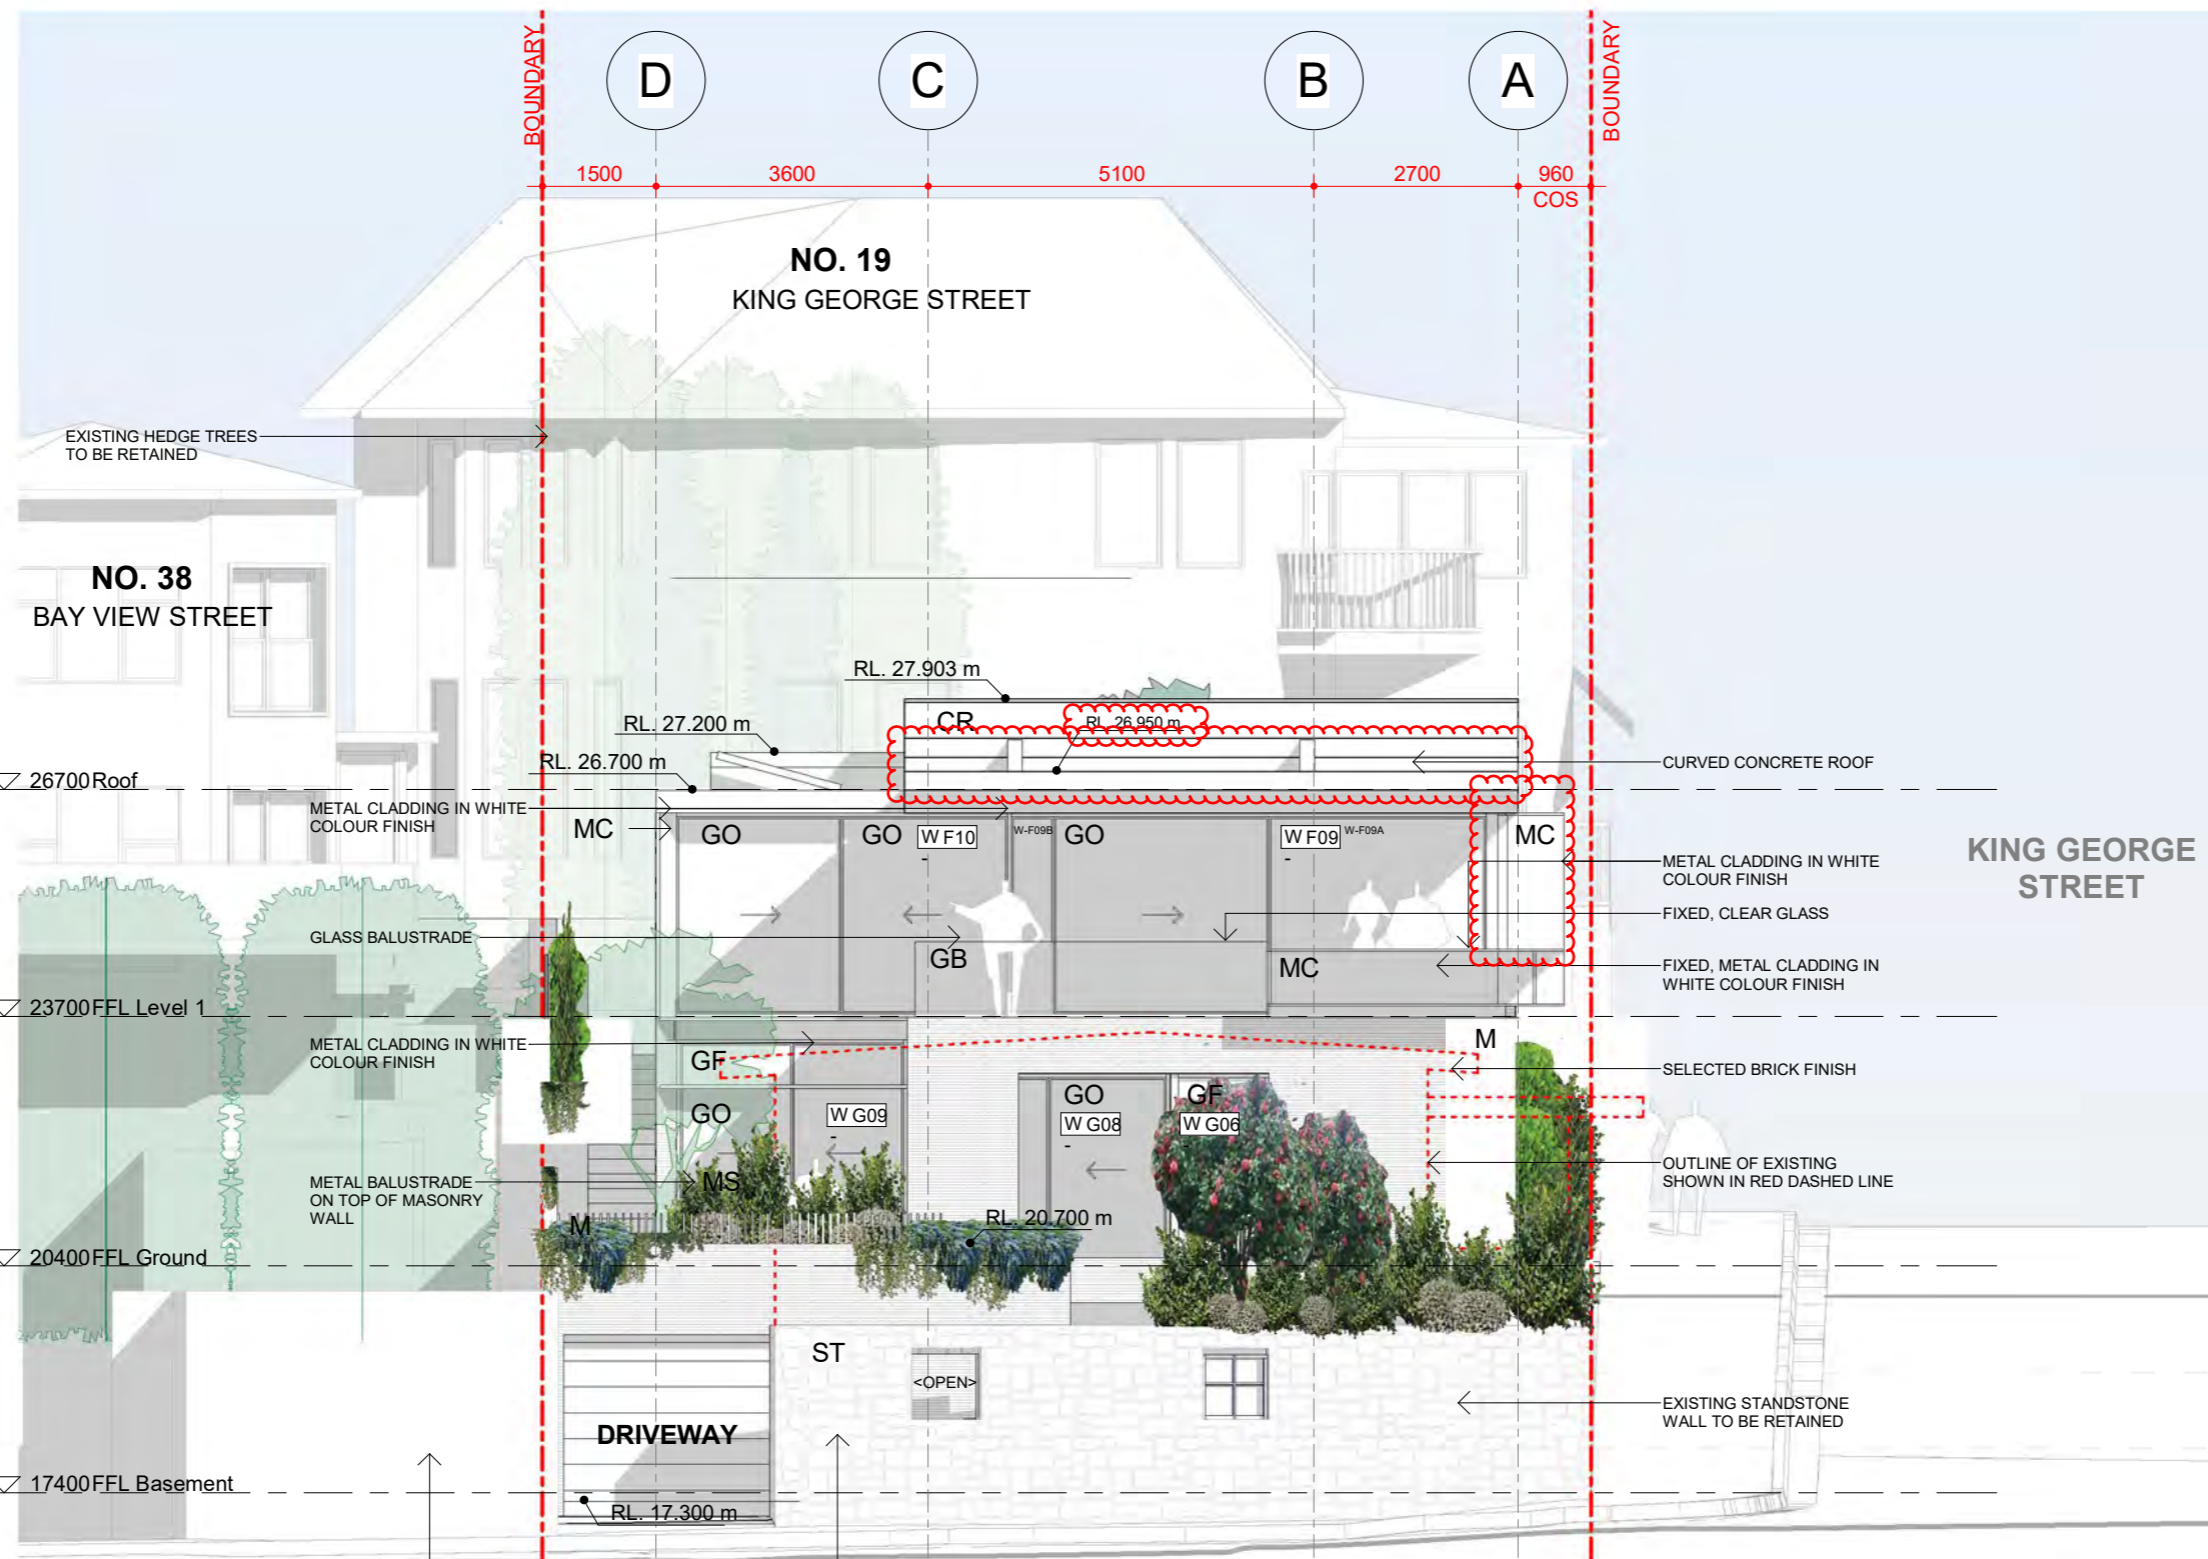 BOUNDARY
D
C
B
A
BOUNDARY
1500
3600
5100
2700
960
COS
NO. 19
KING GEORGE STREET
EXISTING HEDGE TREES
TO BE RETAINED
NO. 38
BAY VIEW STREET
RL. 27.903 m
RL. 27.200 m
CR
RL. 26.950 m
RL. 26.700 m
26700 Roof
CURVED CONCRETE ROOF
METAL CLADDING IN WHITE
COLOUR FINISH
MC
GO
GO
W F10
-
W-F09B
GO
W F09
-
W-F09A
MC
METAL CLADDING IN WHITE
COLOUR FINISH
KING GEORGE
STREET
FIXED, CLEAR GLASS
GLASS BALUSTRADE
GB
MC
FIXED, METAL CLADDING IN
WHITE COLOUR FINISH
23700 FFL Level 1
METAL CLADDING IN WHITE
COLOUR FINISH
GF
M
SELECTED BRICK FINISH
GO
W G09
-
GO
W G08
-
GF
W G06
METAL BALUSTRADE
ON TOP OF MASONRY
WALL
MS
OUTLINE OF EXISTING
SHOWN IN RED DASHED LINE
M
RL. 20.700 m
20400 FFL Ground
ST
<OPEN>
DRIVEWAY
EXISTING STANDSTONE
WALL TO BE RETAINED
17400 FFL Basement
RL. 17.300 m